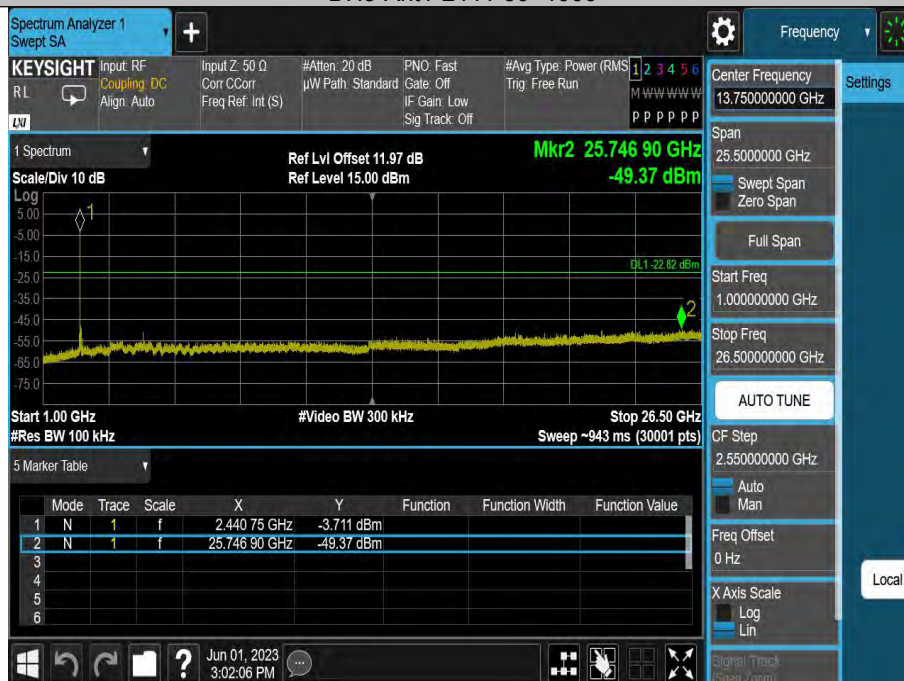 Spectrum Analyzer 1
Swept SA
+
Frequency
KEYSIGHT
RL
LXI
Input: RF
Coupling: DC
Align: Auto
Input Z: 50 Ω
Corr CCorr
Freq Ref: Int (S)
#Atten: 20 dB
µW Path: Standard
PNO: Fast
Gate: Off
IF Gain: Low
Sig Track: Off
#Avg Type: Power (RMS
Trig: Free Run
1 2 3 4 5 6
M W W W W W
P P P P P P
Center Frequency
13.750000000 GHz
Settings
1 Spectrum
Scale/Div 10 dB
Ref Lvl Offset 11.97 dB
Ref Level 15.00 dBm
Mkr2 25.746 90 GHz
-49.37 dBm
Log
5.00
-5.00
-15.0
-25.0
-35.0
-45.0
-55.0
-65.0
-75.0
1
DL1 -22.82 dBm
2
Start 1.00 GHz
#Res BW 100 kHz
#Video BW 300 kHz
Stop 26.50 GHz
Sweep ~943 ms (30001 pts)
Span
25.5000000 GHz
Swept Span
Zero Span
Full Span
Start Freq
1.000000000 GHz
Stop Freq
26.500000000 GHz
AUTO TUNE
CF Step
2.550000000 GHz
Auto
Man
Freq Offset
0 Hz
X Axis Scale
Log
Lin
Signal Track
(Span Zoom)
Local
5 Marker Table
Mode Trace Scale X Y Function Function Width Function Value
1 N 1 f 2.440 75 GHz -3.711 dBm
2 N 1 f 25.746 90 GHz -49.37 dBm
3
4
5
6
?
Jun 01, 2023
3:02:06 PM